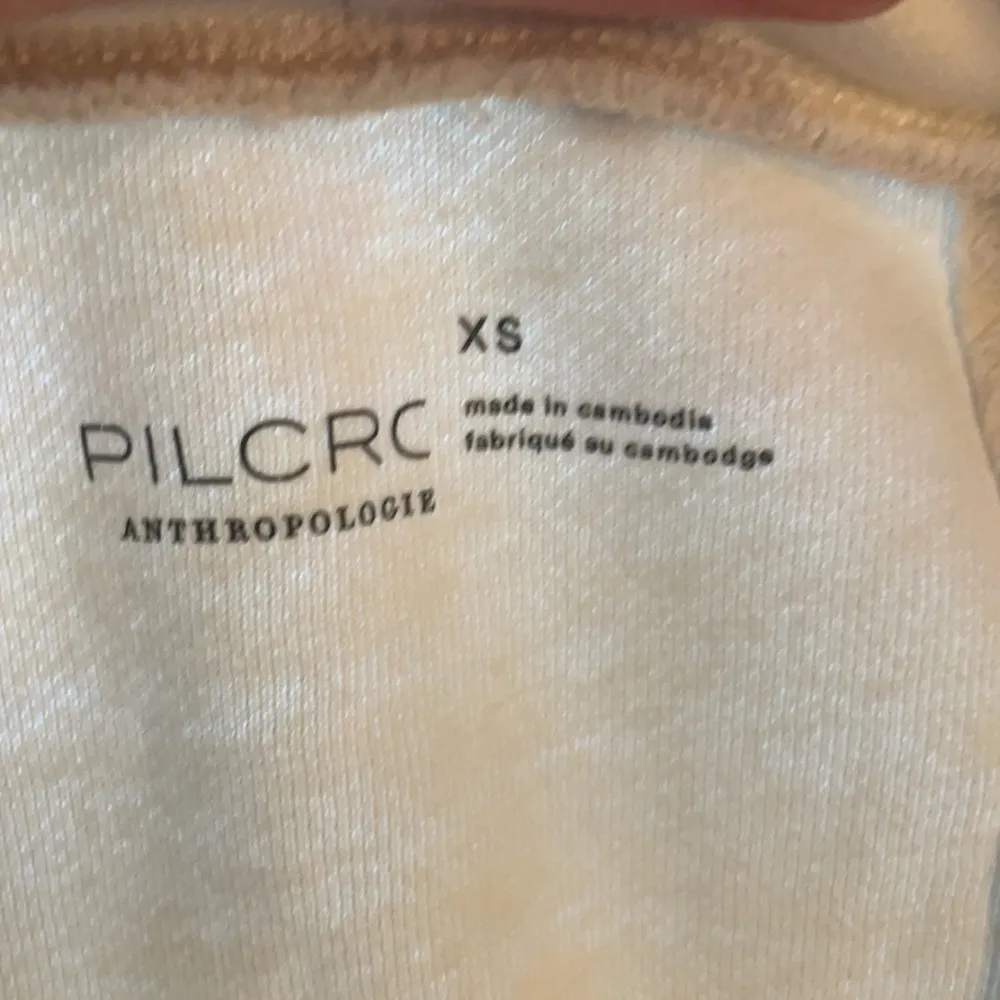 XS
made in cambodia
fabriqué au cambodge
PILCRO
ANTHROPOLOGIE